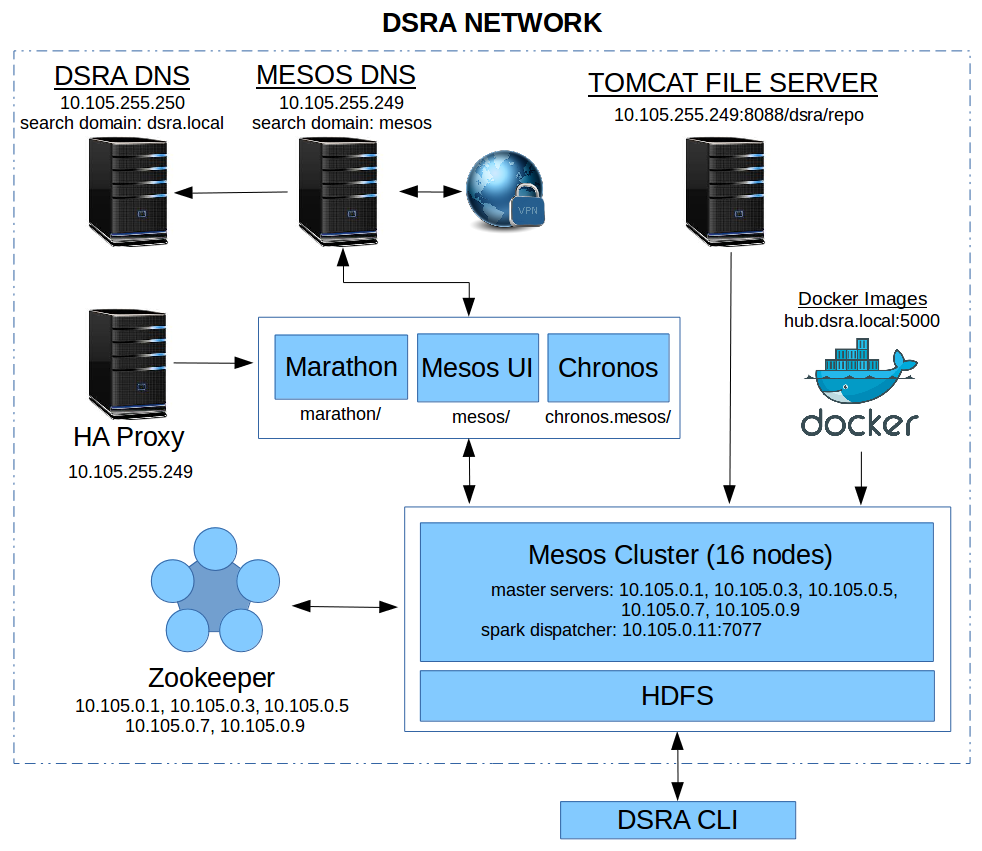 DSRA NETWORK
DSRA DNS
10.105.255.250
search domain: dsra.local
MESOS DNS
10.105.255.249
search domain: mesos
TOMCAT FILE SERVER
10.105.255.249:8088/dsra/repo
VPN
Docker Images
hub.dsra.local:5000
docker
HA Proxy
10.105.255.249
Marathon
marathon/
Mesos UI
mesos/
Chronos
chronos.mesos/
Mesos Cluster (16 nodes)
master servers: 10.105.0.1, 10.105.0.3, 10.105.0.5,
10.105.0.7, 10.105.0.9
spark dispatcher: 10.105.0.11:7077
HDFS
Zookeeper
10.105.0.1, 10.105.0.3, 10.105.0.5
10.105.0.7, 10.105.0.9
DSRA CLI